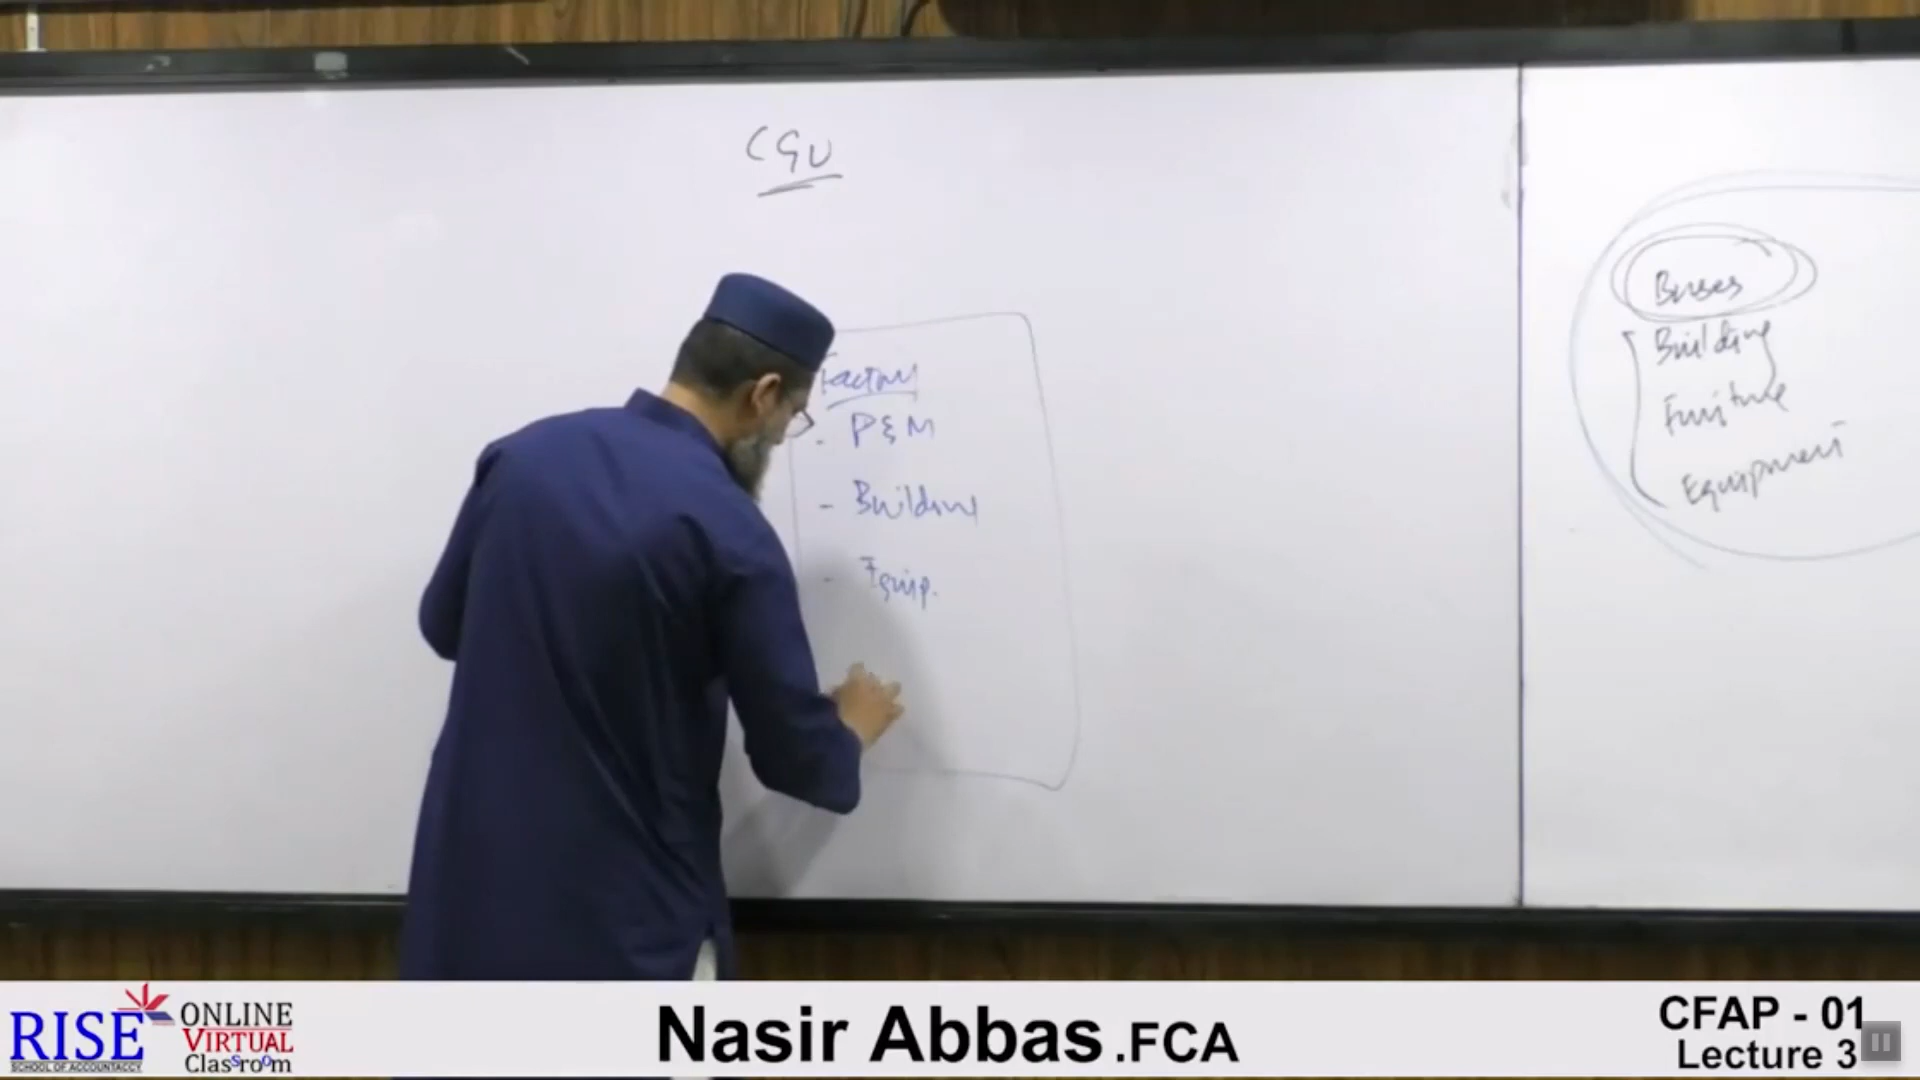 CGU
Factory
- P&M
- Building
- Equip.
Buses
Building
Furniture
Equipment
RISE
SCHOOL OF ACCOUNTANCY
ONLINE
VIRTUAL
Classroom
Nasir Abbas .FCA
CFAP - 01
Lecture 3